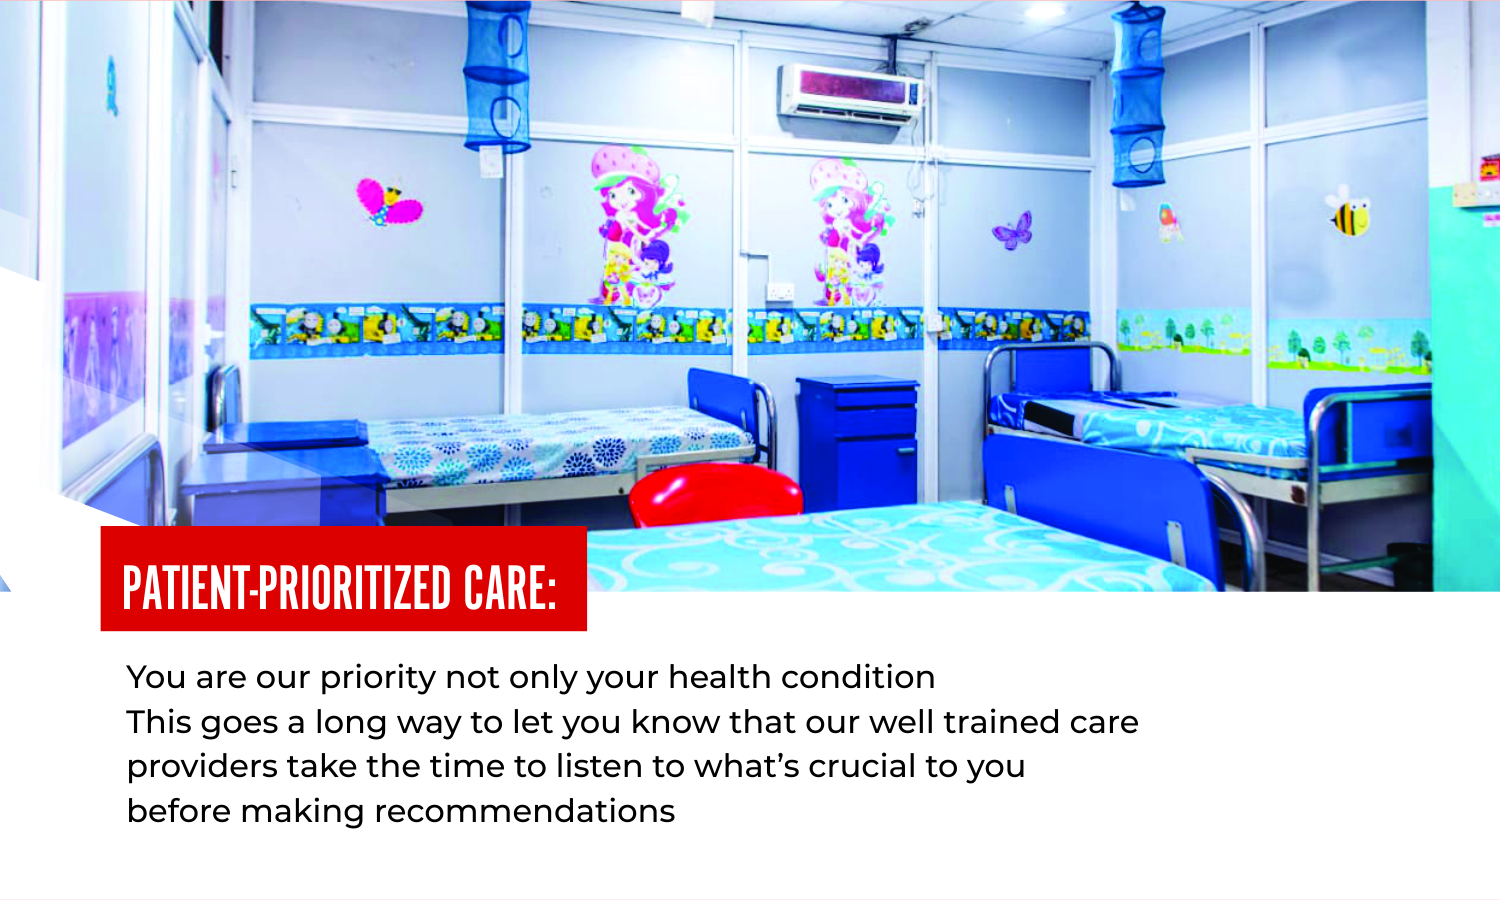 PATIENT-PRIORITIZED CARE:
You are our priority not only your health condition
This goes a long way to let you know that our well trained care
providers take the time to listen to what's crucial to you
before making recommendations